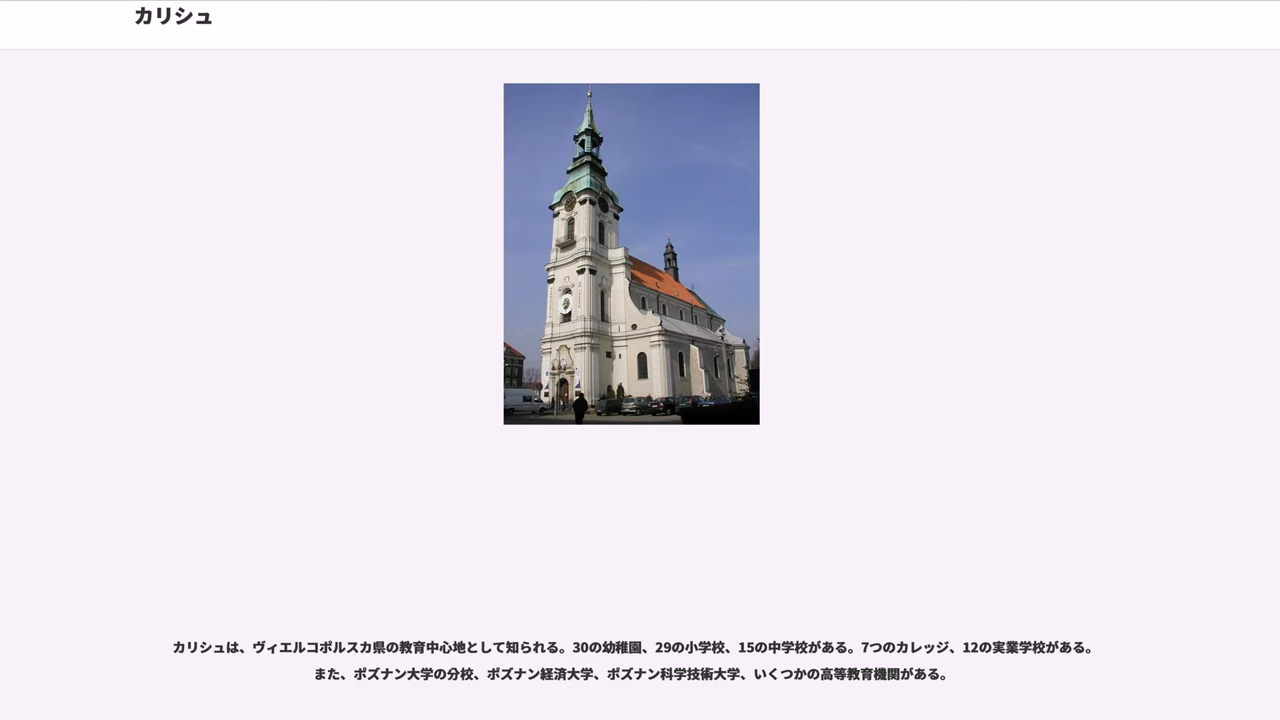 カリシュ
カリシュは、ヴィエルコポルスカ県の教育中心地として知られる。30の幼稚園、29の小学校、15の中学校がある。7つのカレッジ、12の実業学校がある。
また、ポズナン大学の分校、ポズナン経済大学、ポズナン科学技術大学、いくつかの高等教育機関がある。